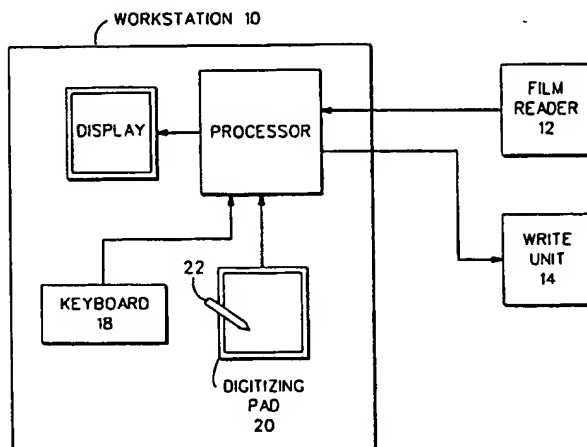 WORKSTATION 10
DISPLAY
PROCESSOR
FILM
READER
12
WRITE
UNIT
14
KEYBOARD
18
22
DIGITIZING
PAD
20